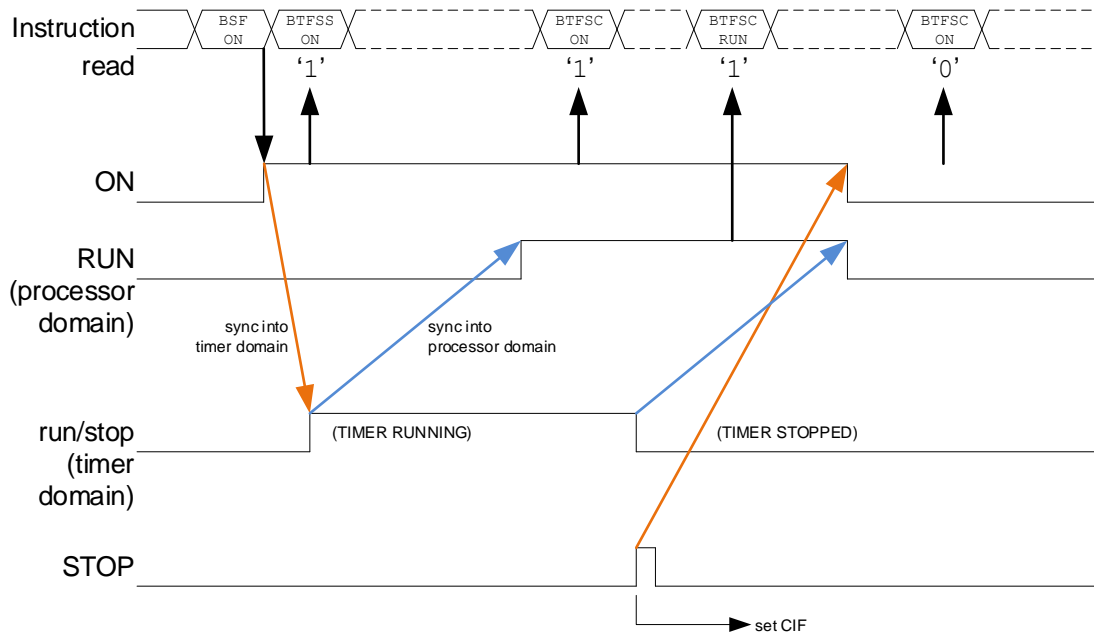 Instruction
BSF
ON
BTFSS
ON
BTFSC
ON
BTFSC
RUN
BTFSC
ON
read
‘1’
‘1’
‘1’
‘0’
ON
RUN
(processor
domain)
sync into
timer domain
sync into
processor domain
run/stop
(timer
domain)
(TIMER RUNNING)
(TIMER STOPPED)
STOP
set CIF